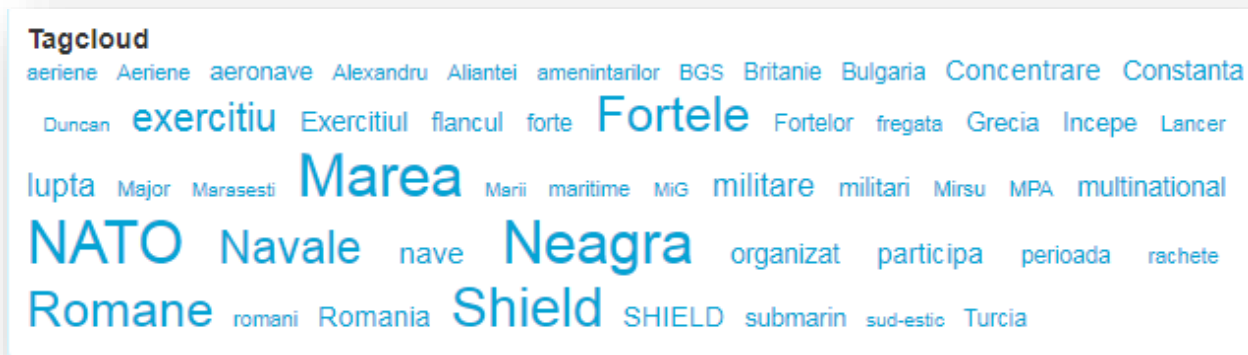 Tagcloud
aeriene Aeriene aeronave Alexandru Aliantei amenintarilor BGS Britanie Bulgaria Concentrare Constanta
Duncan exercitiu Exercitiul flancul forte Fortele Fortelor fregata Grecia Incepe Lancer
lupta Major Marasesti Marea Marii maritime MiG militare militari Mirsu MPA multinational
NATO Navale nave Neagra organizat participa perioada rachete
Romane romani Romania Shield SHIELD submarin sud-estic Turcia